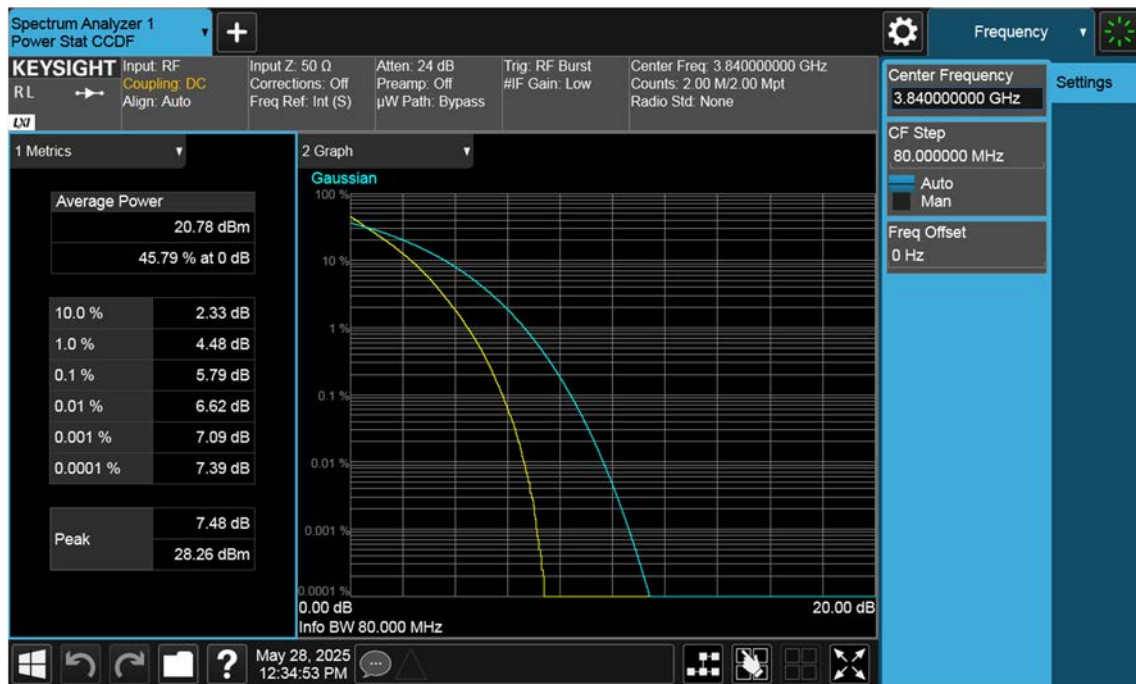 Spectrum Analyzer 1
Power Stat CCDF
+
Frequency
KEYSIGHT
RL
LXI
Input: RF
Coupling: DC
Align: Auto
Input Z: 50 Ω
Corrections: Off
Freq Ref: Int (S)
Atten: 24 dB
Preamp: Off
µW Path: Bypass
Trig: RF Burst
#IF Gain: Low
Center Freq: 3.840000000 GHz
Counts: 2.00 M/2.00 Mpt
Radio Std: None
Center Frequency
3.840000000 GHz
Settings
CF Step
80.000000 MHz
Auto
Man
Freq Offset
0 Hz
1 Metrics
Average Power
20.78 dBm
45.79 % at 0 dB
10.0 % 2.33 dB
1.0 % 4.48 dB
0.1 % 5.79 dB
0.01 % 6.62 dB
0.001 % 7.09 dB
0.0001 % 7.39 dB
Peak
7.48 dB
28.26 dBm
2 Graph
Gaussian
100 %
10 %
1 %
0.1 %
0.01 %
0.001 %
0.0001 %
0.00 dB 20.00 dB
Info BW 80.000 MHz
?
May 28, 2025
12:34:53 PM